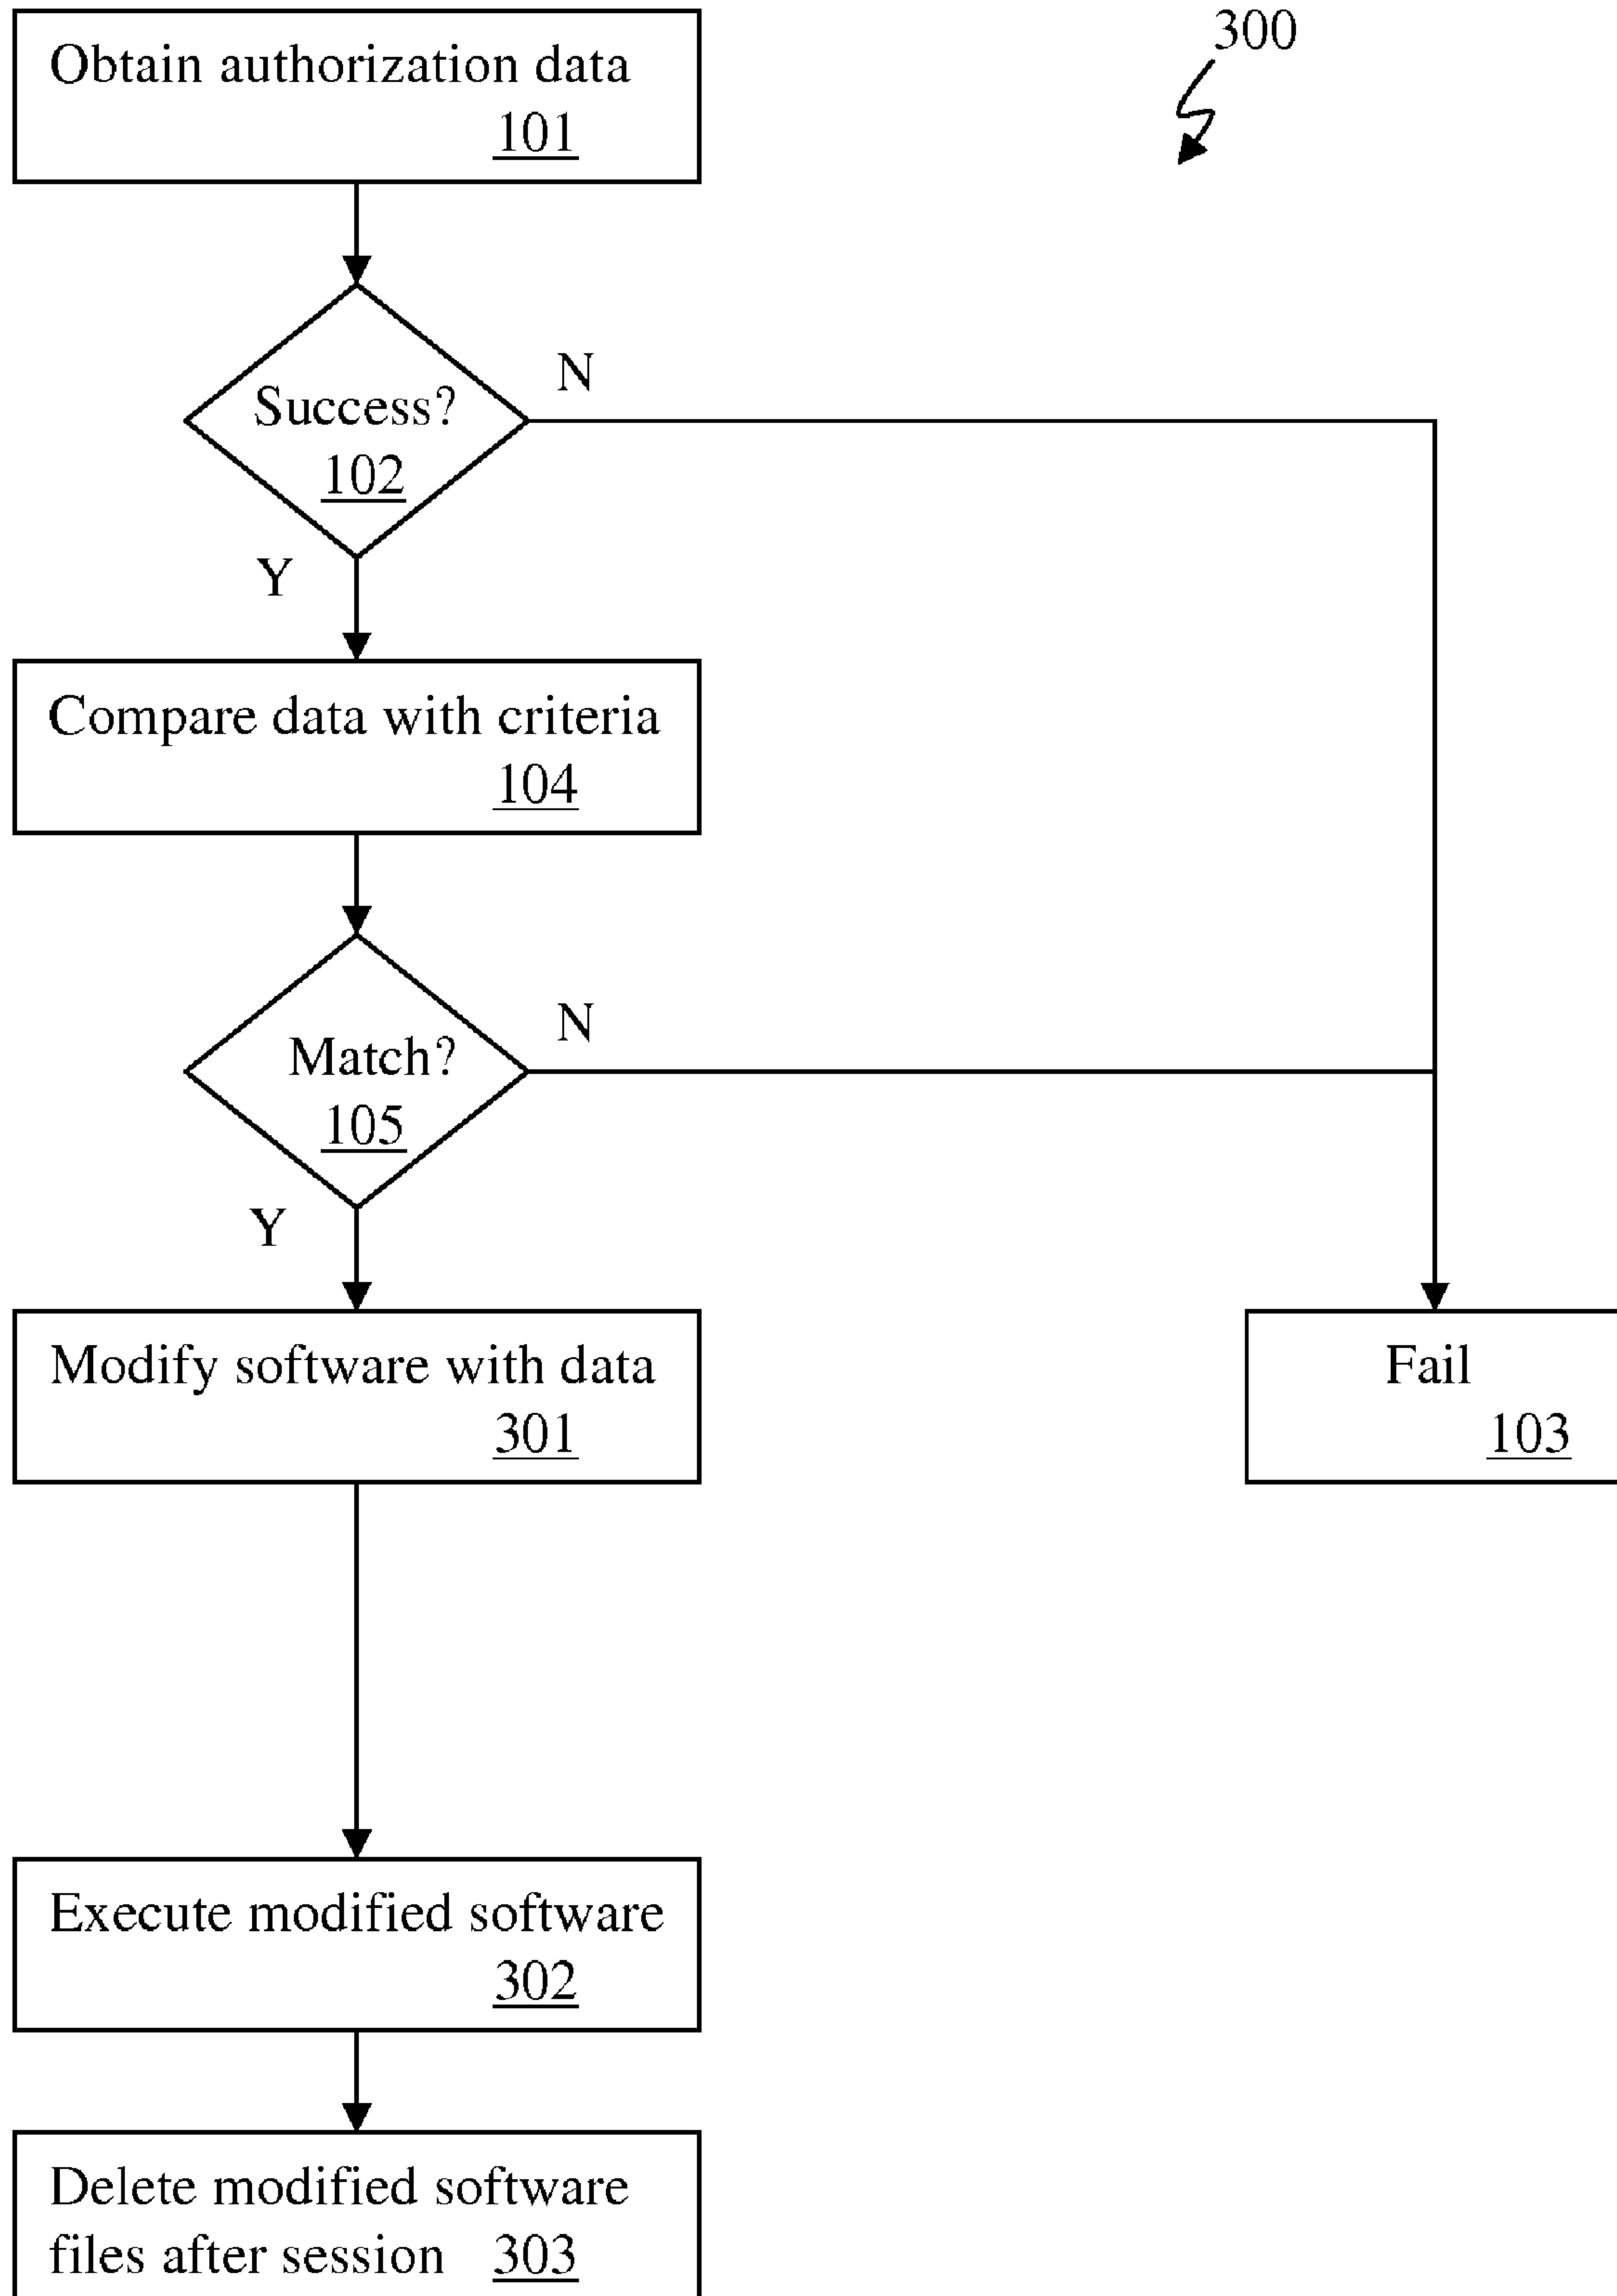 Obtain authorization data
101
300
Success?
102
N
Y
Compare data with criteria
104
Match?
105
N
Y
Modify software with data
301
Fail
103
Execute modified software
302
Delete modified software
files after session 303